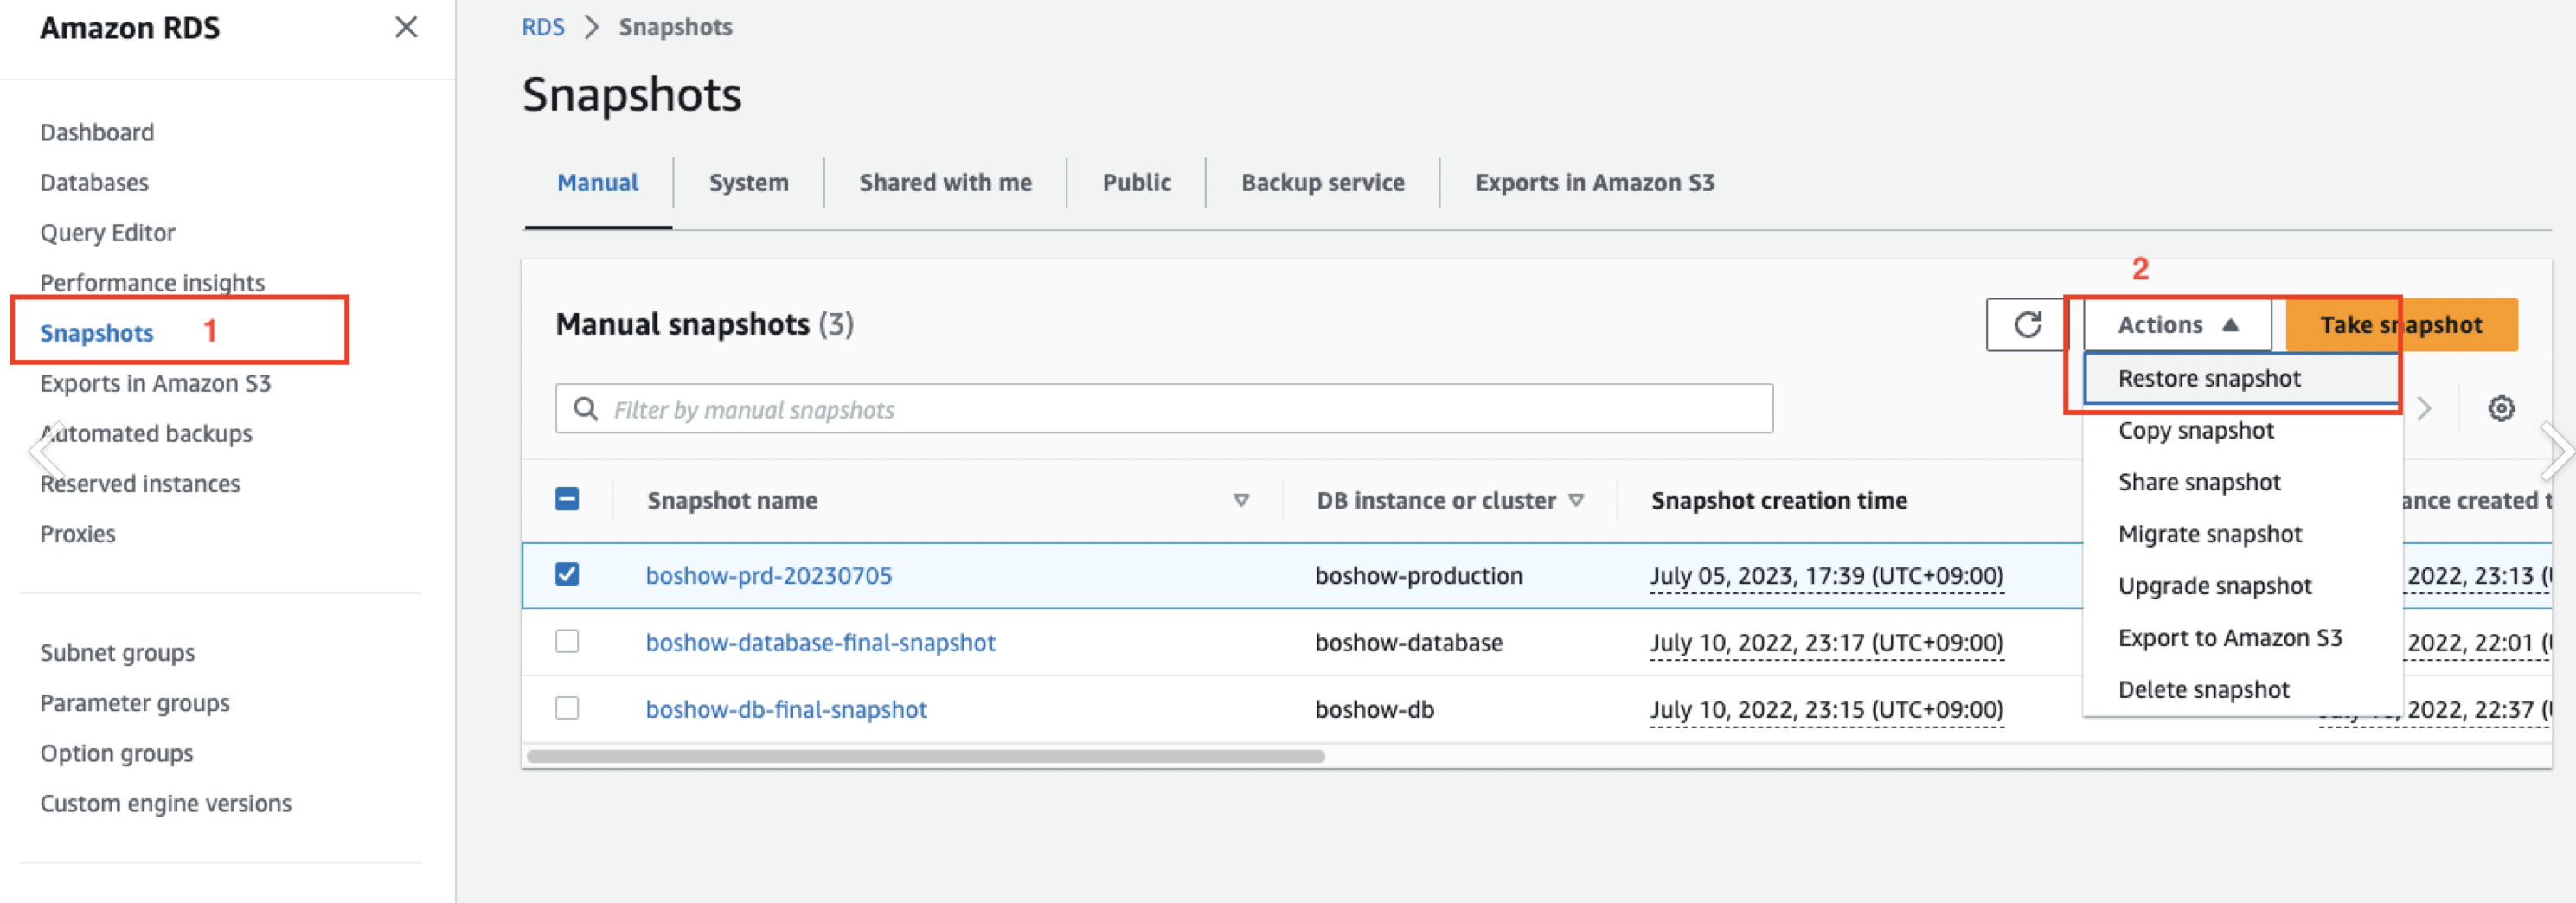 Amazon RDS
Dashboard
Databases
Query Editor
Performance insights
Snapshots 1
Exports in Amazon S3
Automated backups
Reserved instances
Proxies
Subnet groups
Parameter groups
Option groups
Custom engine versions
RDS Snapshots
Snapshots
Manual System Shared with me Public Backup service Exports in Amazon S3
2
Manual snapshots (3) Actions Take snapshot
Filter by manual snapshots
Restore snapshot
Copy snapshot
Share snapshot
Migrate snapshot
Upgrade snapshot
Export to Amazon S3
Delete snapshot
Snapshot name DB instance or cluster Snapshot creation time created
boshow-prd-20230705 boshow-production July 05, 2023, 17:39 (UTC+09:00) 2022, 23:13
boshow-database-final-snapshot boshow-database July 10, 2022, 23:17 (UTC+09:00) 2022, 22:01
boshow-db-final-snapshot boshow-db July 10, 2022, 23:15 (UTC+09:00) 2022, 22:37